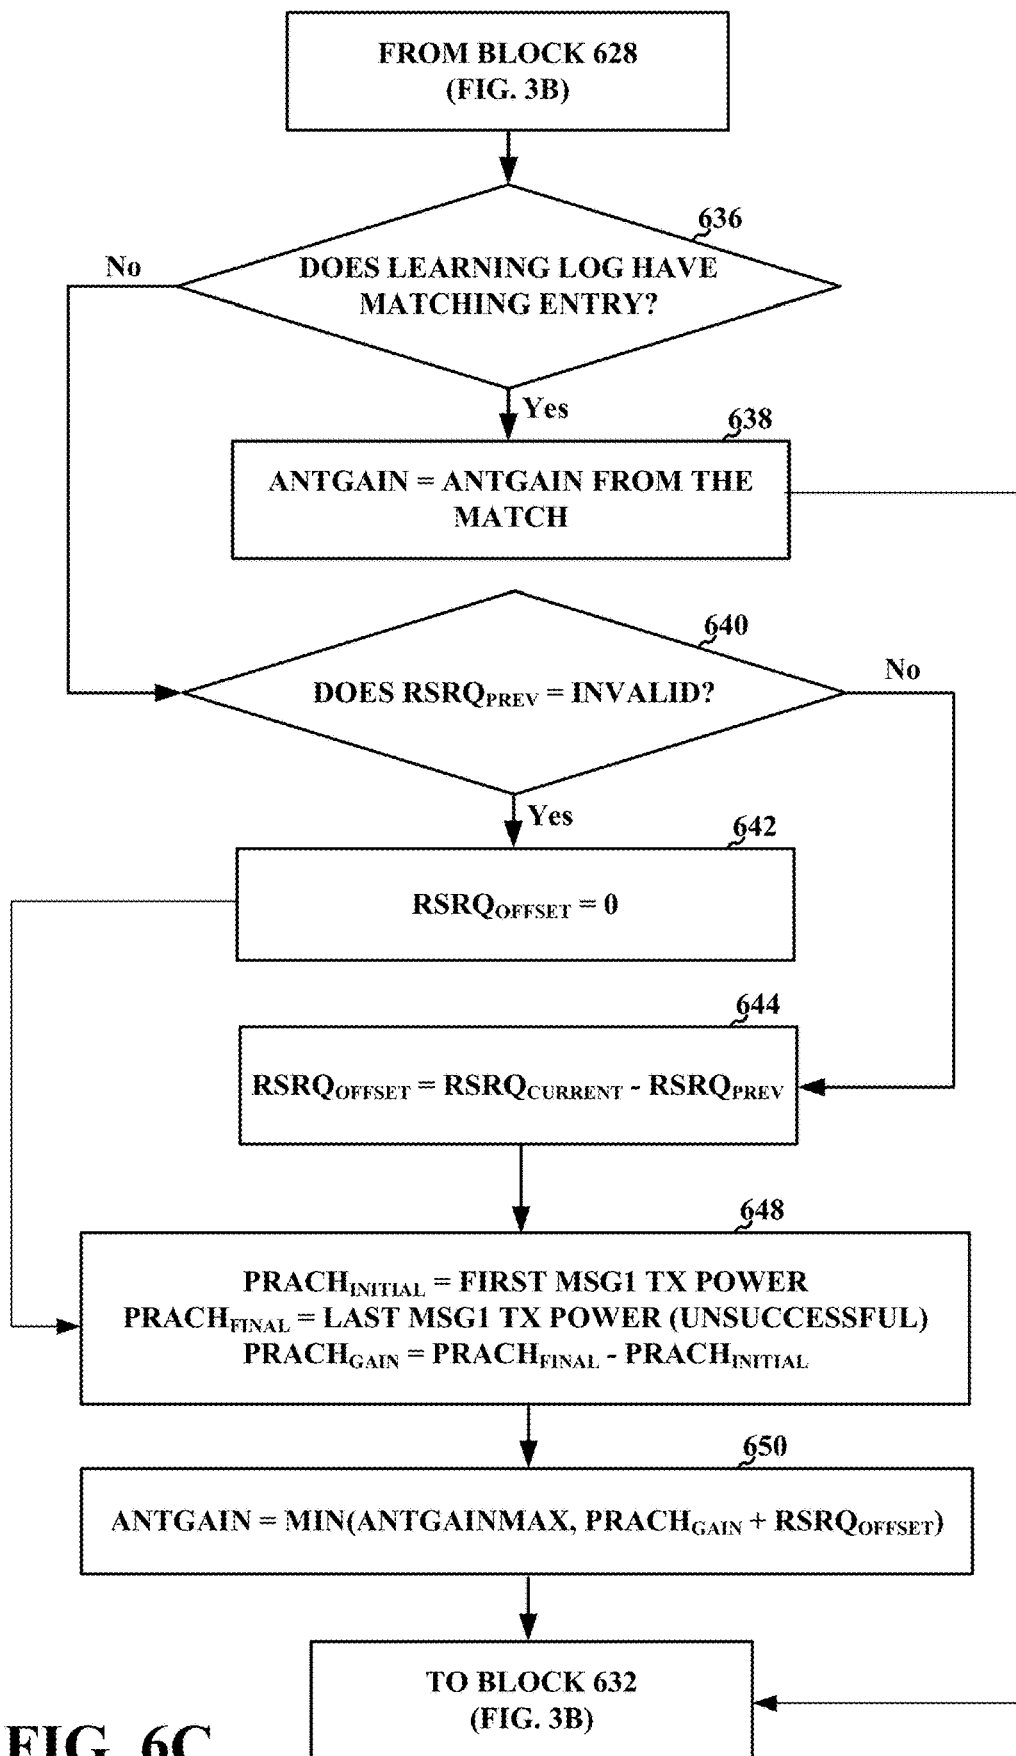 FROM BLOCK 628
(FIG. 3B)
636
No
DOES LEARNING LOG HAVE
MATCHING ENTRY?
Yes
638
ANTGAIN = ANTGAIN FROM THE
MATCH
640
No
DOES RSRQPREV = INVALID?
Yes
642
RSRQOFFSET = 0
644
RSRQOFFSET = RSRQCURRENT - RSRQPREV
648
PRACHINITIAL = FIRST MSG1 TX POWER
PRACHFINAL = LAST MSG1 TX POWER (UNSUCCESSFUL)
PRACHGAIN = PRACHFINAL - PRACHINITIAL
650
ANTGAIN = MIN(ANTGAINMAX, PRACHGAIN + RSRQOFFSET)
TO BLOCK 632
(FIG. 3B)
FIG. 6C